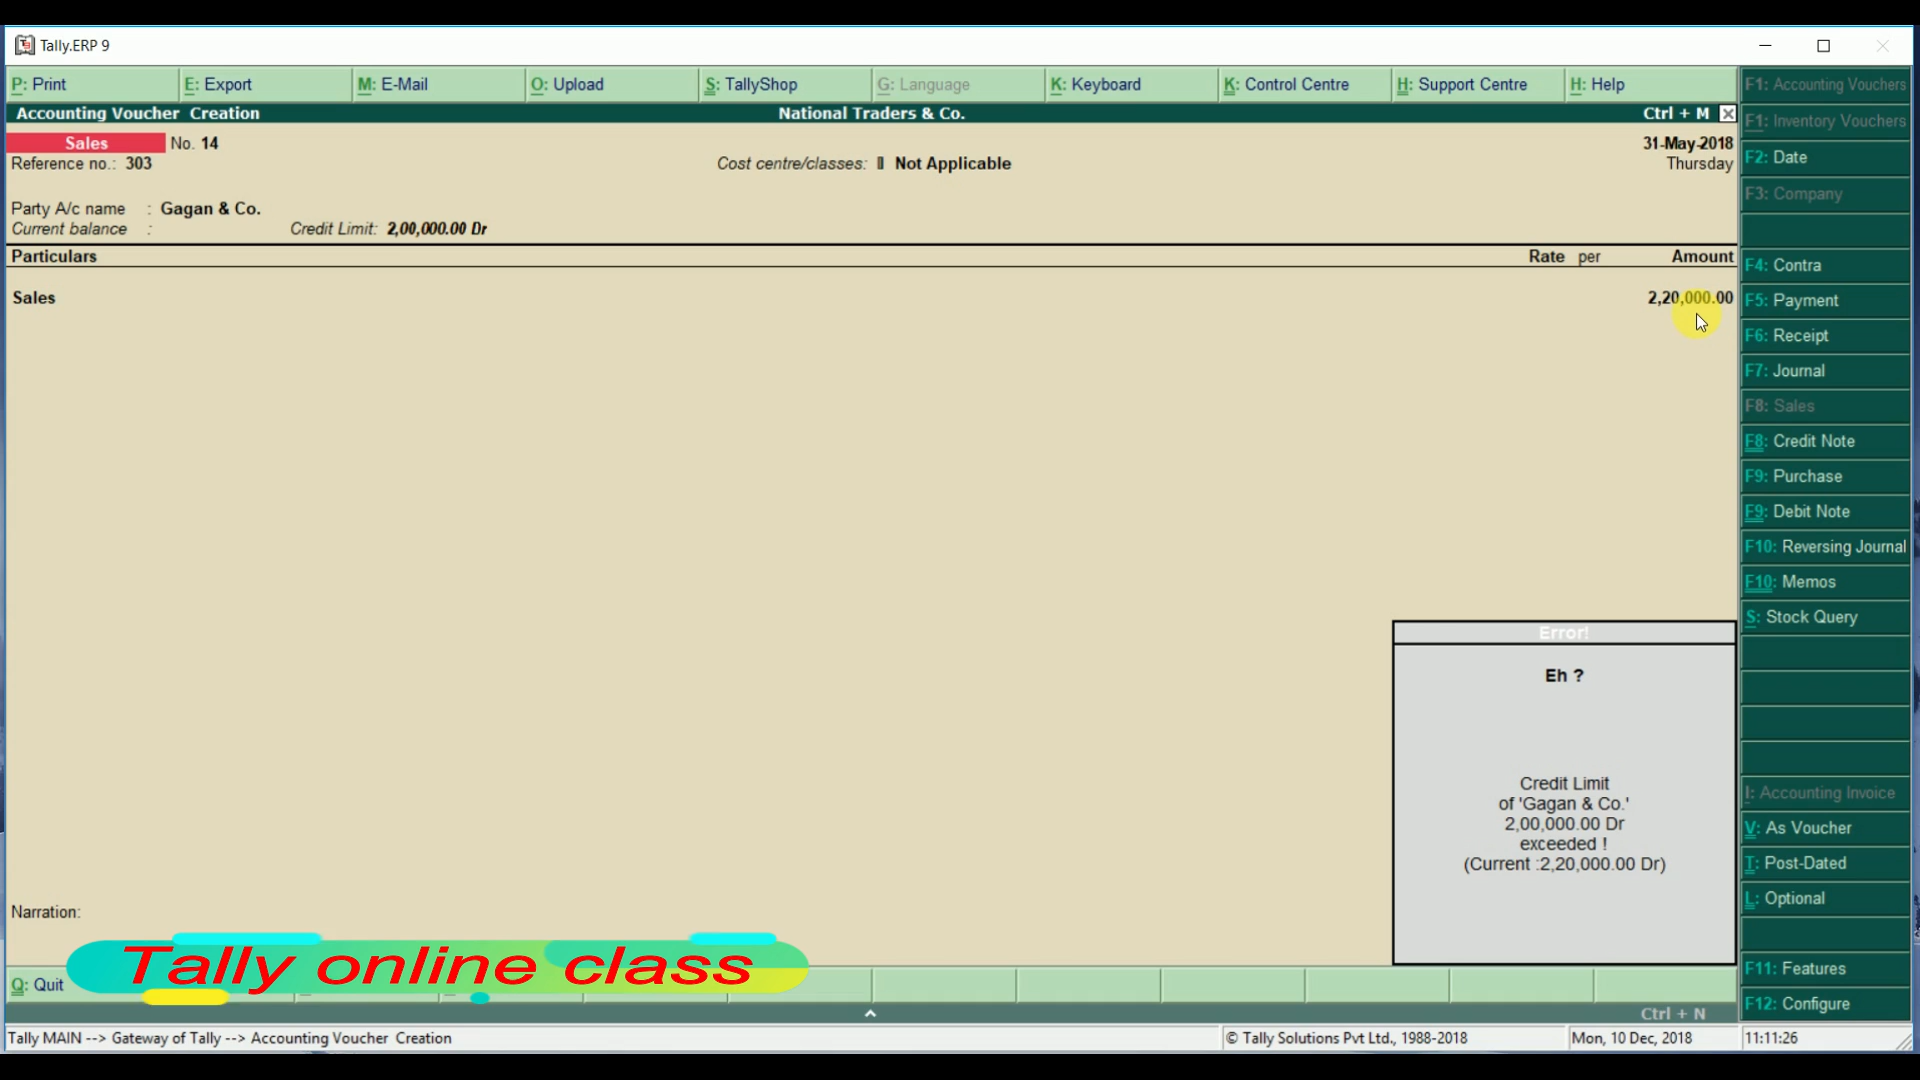 Tally.ERP 9
P: Print E: Export M: E-Mail O: Upload S: TallyShop G: Language K: Keyboard K: Control Centre H: Support Centre H: Help
Accounting Voucher Creation National Traders & Co. Ctrl + M
Sales No. 14 31-May-2018
Reference no.: 303 Cost centre/classes: Not Applicable Thursday
Party A/c name : Gagan & Co.
Current balance : Credit Limit: 2,00,000.00 Dr
Particulars Rate per Amount
Sales 2,20,000.00
Error!
Eh ?
Credit Limit
of 'Gagan & Co.'
2,00,000.00 Dr
exceeded !
(Current :2,20,000.00 Dr)
Narration:
Tally online class
Q: Quit
Ctrl + N
F1: Accounting Vouchers
F1: Inventory Vouchers
F2: Date
F3: Company
F4: Contra
F5: Payment
F6: Receipt
F7: Journal
F8: Sales
F8: Credit Note
F9: Purchase
F9: Debit Note
F10: Reversing Journal
F10: Memos
S: Stock Query
I: Accounting Invoice
V: As Voucher
T: Post-Dated
L: Optional
F11: Features
F12: Configure
Tally MAIN --> Gateway of Tally --> Accounting Voucher Creation © Tally Solutions Pvt Ltd., 1988-2018 Mon, 10 Dec, 2018 11:11:26